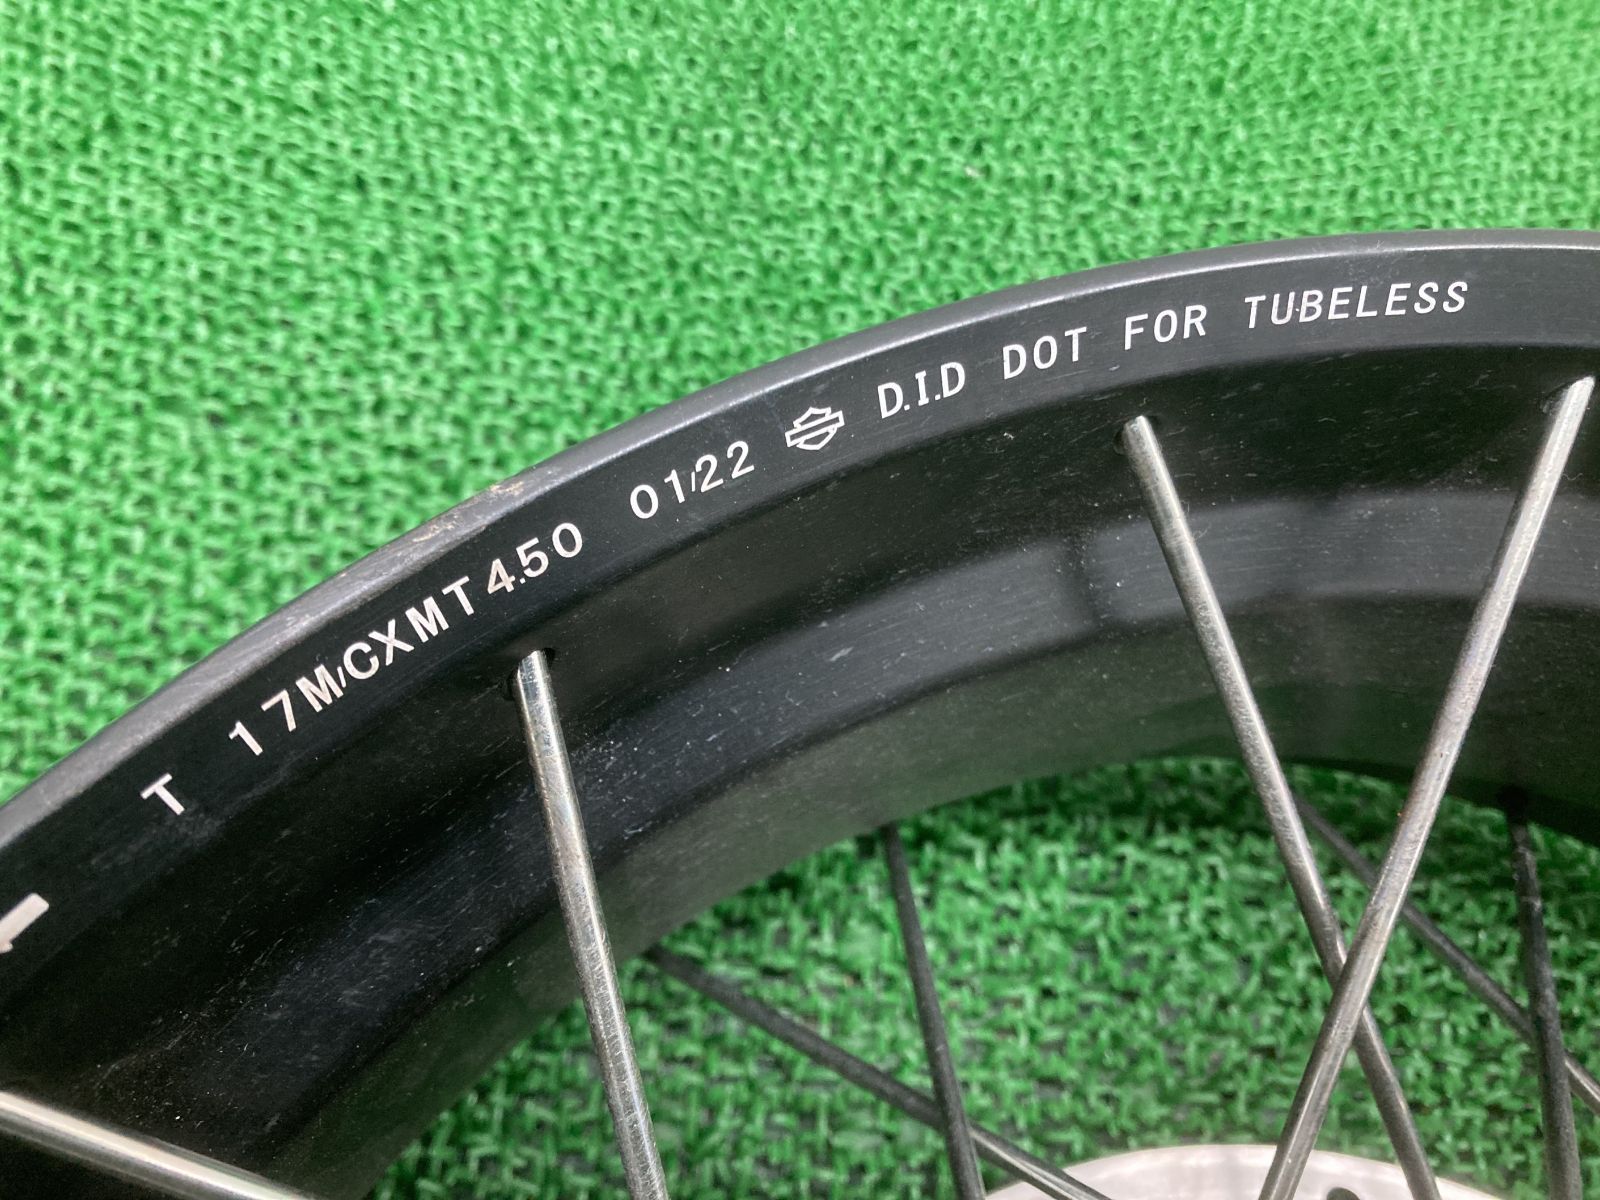 T 17M/CXMT4.50 01/22 D.I.D DOT FOR TUBELESS